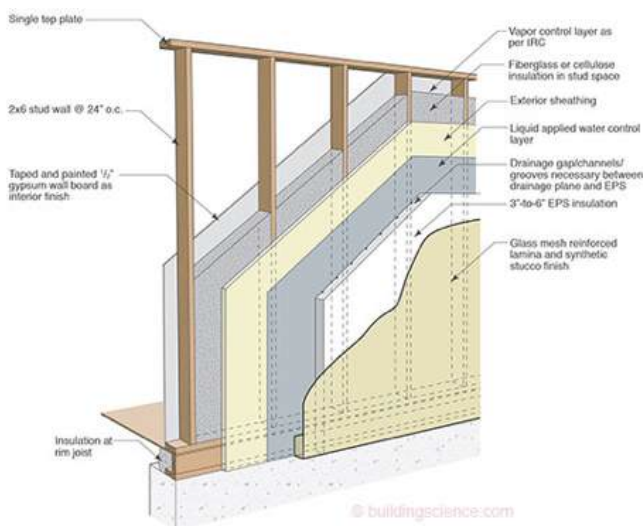 Single top plate
2x6 stud wall @ 24" o.c.
Taped and painted 1/2"
gypsum wall board as
interior finish
Insulation at
rim joist
Vapor control layer as
per IRC
Fiberglass or cellulose
insulation in stud space
Exterior sheathing
Liquid applied water control
layer
Drainage gap/channels/
grooves necessary between
drainage plane and EPS
3"-to-6" EPS insulation
Glass mesh reinforced
lamina and synthetic
stucco finish
© buildingscience.com